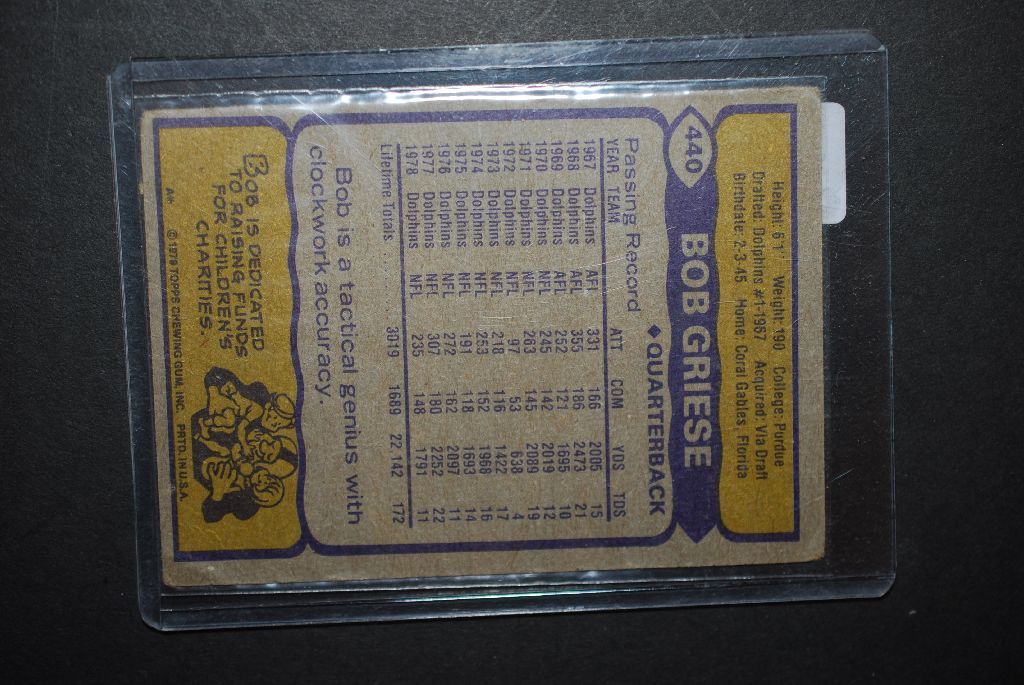 Height: 6'1" Weight: 190 College: Purdue
Drafted: Dolphins #1-1967 Acquired: Via Draft
Birthdate: 2-3-45 Home: Coral Gables, Florida
440 BOB GRIESE
◆QUARTERBACK
Passing Record
YEAR TEAM ATT COM YDS TDS
1967 Dolphins AFL 331 166 2005 15
1968 Dolphins AFL 355 186 2473 21
1969 Dolphins AFL 252 121 1695 10
1970 Dolphins NFL 245 142 2019 12
1971 Dolphins NFL 263 145 2089 19
1972 Dolphins NFL 97 53 638 4
1973 Dolphins NFL 218 116 1422 17
1974 Dolphins NFL 253 152 1968 16
1975 Dolphins NFL 191 118 1693 14
1976 Dolphins NFL 272 162 2097 11
1977 Dolphins NFL 307 180 2252 22
1978 Dolphins NFL 235 148 1791 11
Lifetime Totals 3019 1689 22,142 172
Bob is a tactical genius with
clockwork accuracy.
BOB IS DEDICATED
TO RAISING FUNDS
FOR CHILDREN'S
CHARITIES.
© 1979 TOPPS CHEWING GUM, INC. PRTD. IN U.S.A.